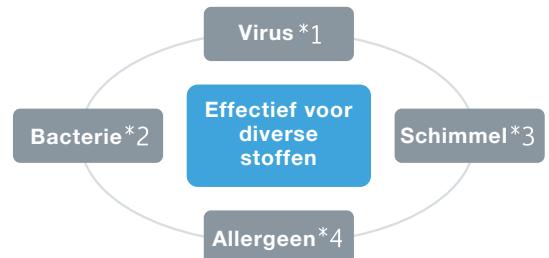 Virus*1
Effectief voor
diverse
stoffen
Bacterie*2
Schimmel*3
Allergeen*4